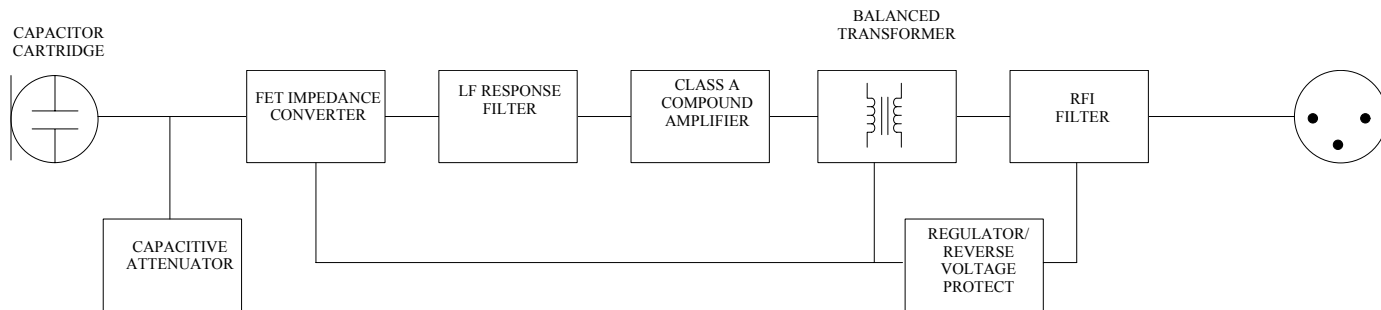 CAPACITOR
CARTRIDGE
FET IMPEDANCE
CONVERTER
LF RESPONSE
FILTER
CLASS A
COMPOUND
AMPLIFIER
BALANCED
TRANSFORMER
RFI
FILTER
CAPACITIVE
ATTENUATOR
REGULATOR/
REVERSE
VOLTAGE
PROTECT